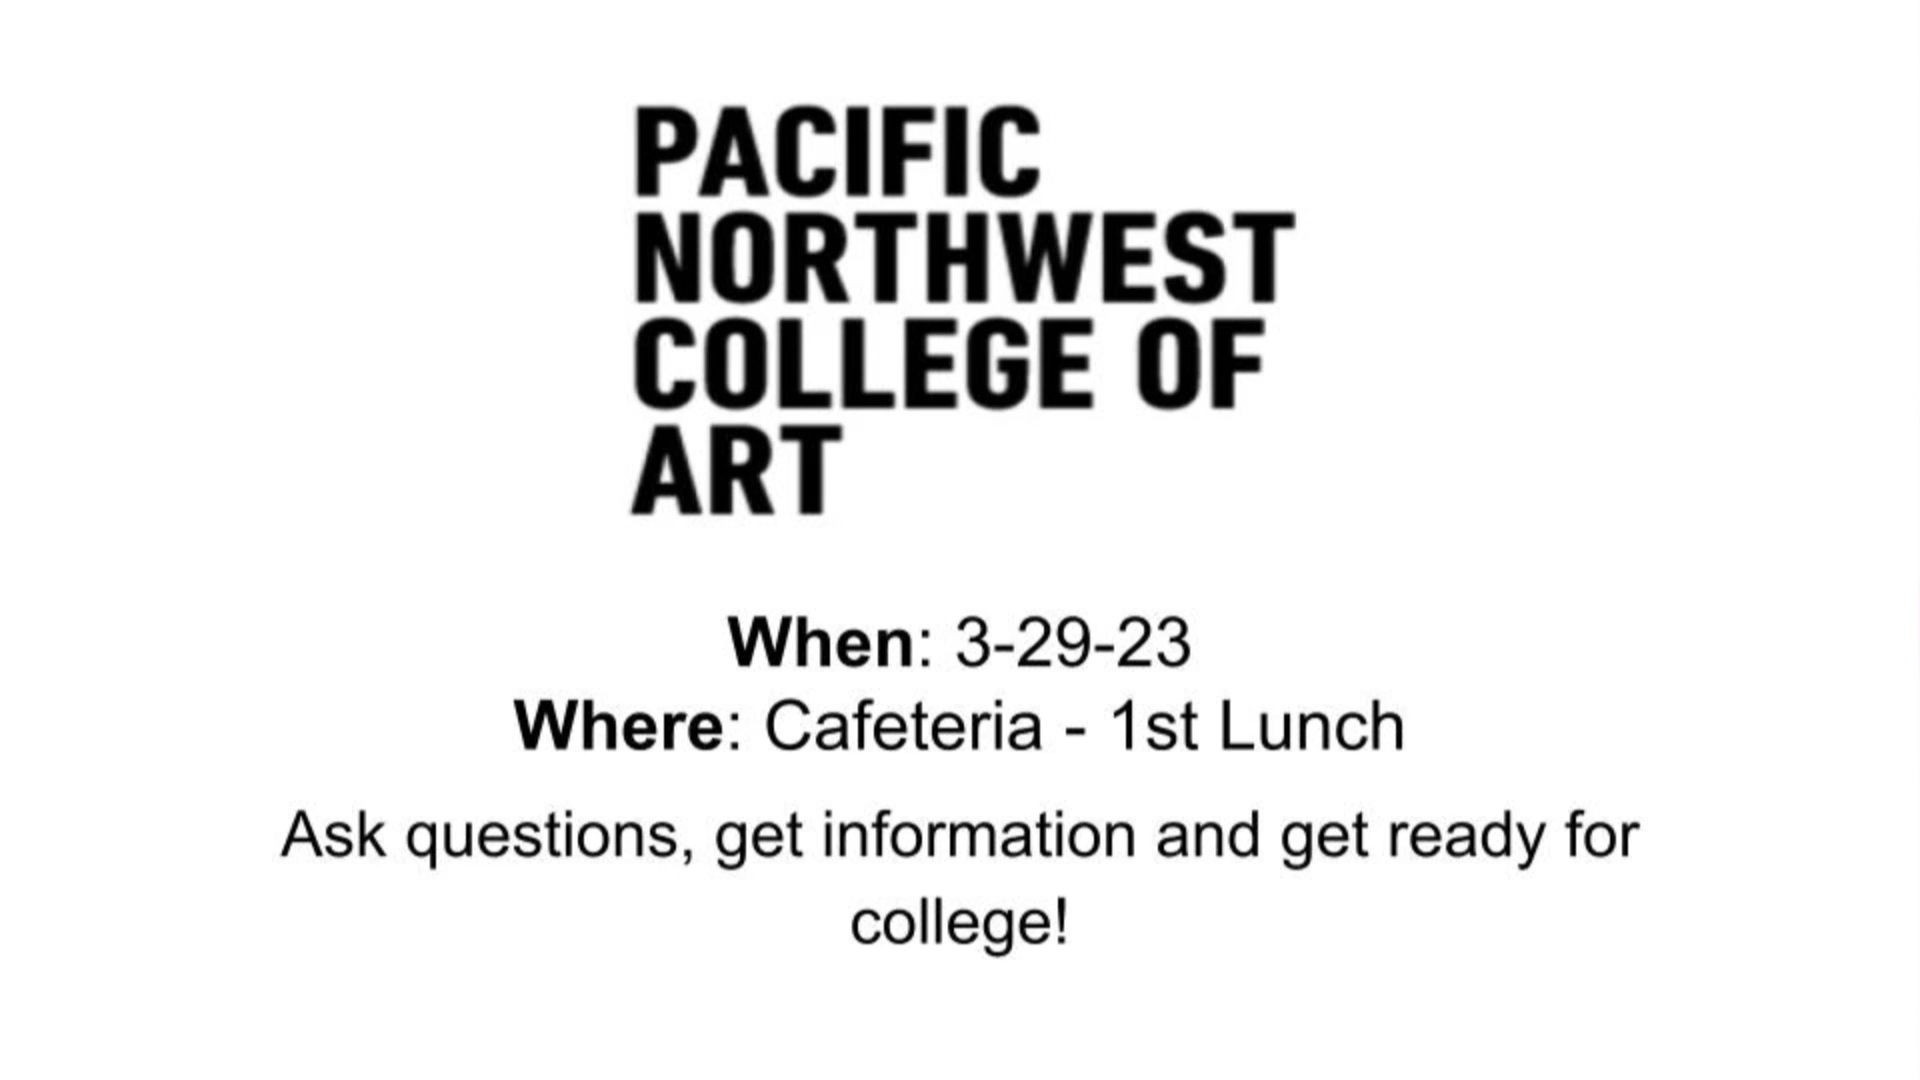 PACIFIC
NORTHWEST
COLLEGE OF
ART
When: 3-29-23
Where: Cafeteria - 1st Lunch
Ask questions, get information and get ready for
college!